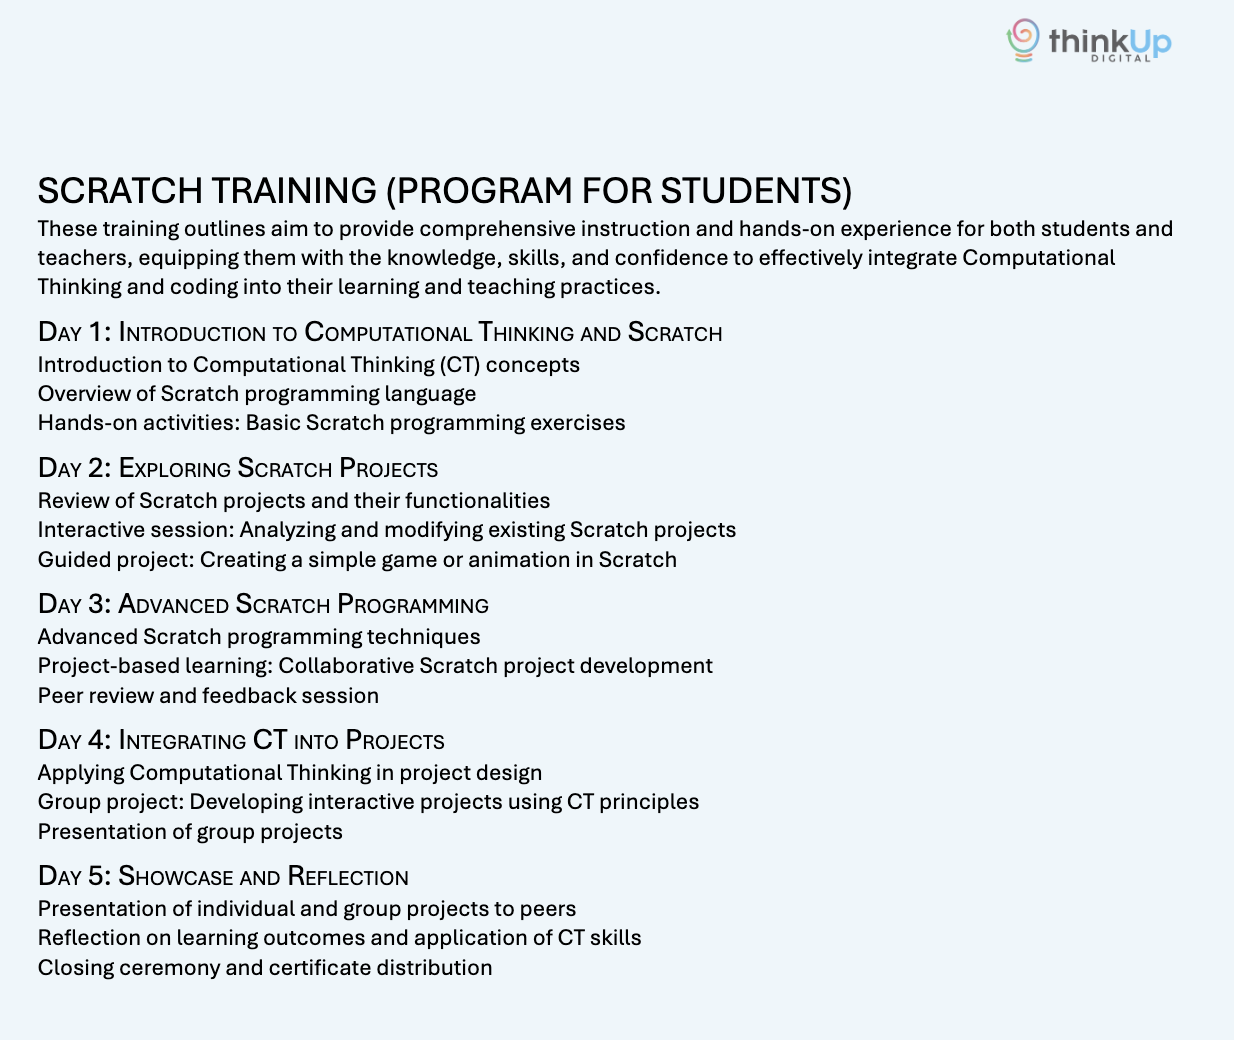 thinkUp
DIGITAL
SCRATCH TRAINING (PROGRAM FOR STUDENTS)
These training outlines aim to provide comprehensive instruction and hands-on experience for both students and
teachers, equipping them with the knowledge, skills, and confidence to effectively integrate Computational
Thinking and coding into their learning and teaching practices.
DAY 1: INTRODUCTION TO COMPUTATIONAL THINKING AND SCRATCH
Introduction to Computational Thinking (CT) concepts
Overview of Scratch programming language
Hands-on activities: Basic Scratch programming exercises
DAY 2: EXPLORING SCRATCH PROJECTS
Review of Scratch projects and their functionalities
Interactive session: Analyzing and modifying existing Scratch projects
Guided project: Creating a simple game or animation in Scratch
DAY 3: ADVANCED SCRATCH PROGRAMMING
Advanced Scratch programming techniques
Project-based learning: Collaborative Scratch project development
Peer review and feedback session
DAY 4: INTEGRATING CT INTO PROJECTS
Applying Computational Thinking in project design
Group project: Developing interactive projects using CT principles
Presentation of group projects
DAY 5: SHOWCASE AND REFLECTION
Presentation of individual and group projects to peers
Reflection on learning outcomes and application of CT skills
Closing ceremony and certificate distribution